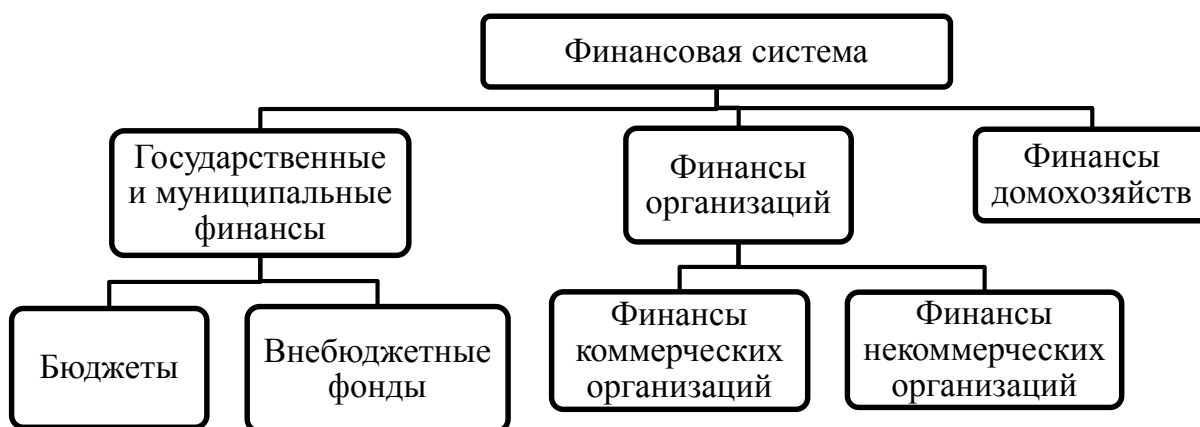 Финансовая система
Государственные
и муниципальные
финансы
Финансы
организаций
Финансы
домохозяйств
Бюджеты
Внебюджетные
фонды
Финансы
коммерческих
организаций
Финансы
некоммерческих
организаций